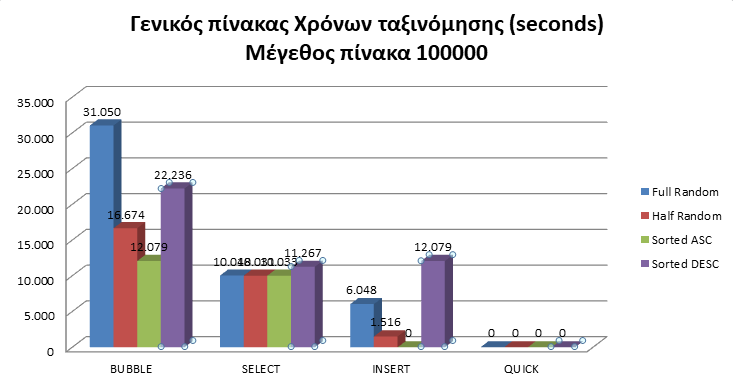 Γενικός πίνακας Χρόνων ταξινόμησης (seconds)
Μέγεθος πίνακα 100000
35.000
30.000
25.000
20.000
15.000
10.000
5.000
0
31.050
16.674
12.079
22.236
10.033
11.267
6.048
1.516
0
12.079
0
0
0
0
BUBBLE
SELECT
INSERT
QUICK
Full Random
Half Random
Sorted ASC
Sorted DESC